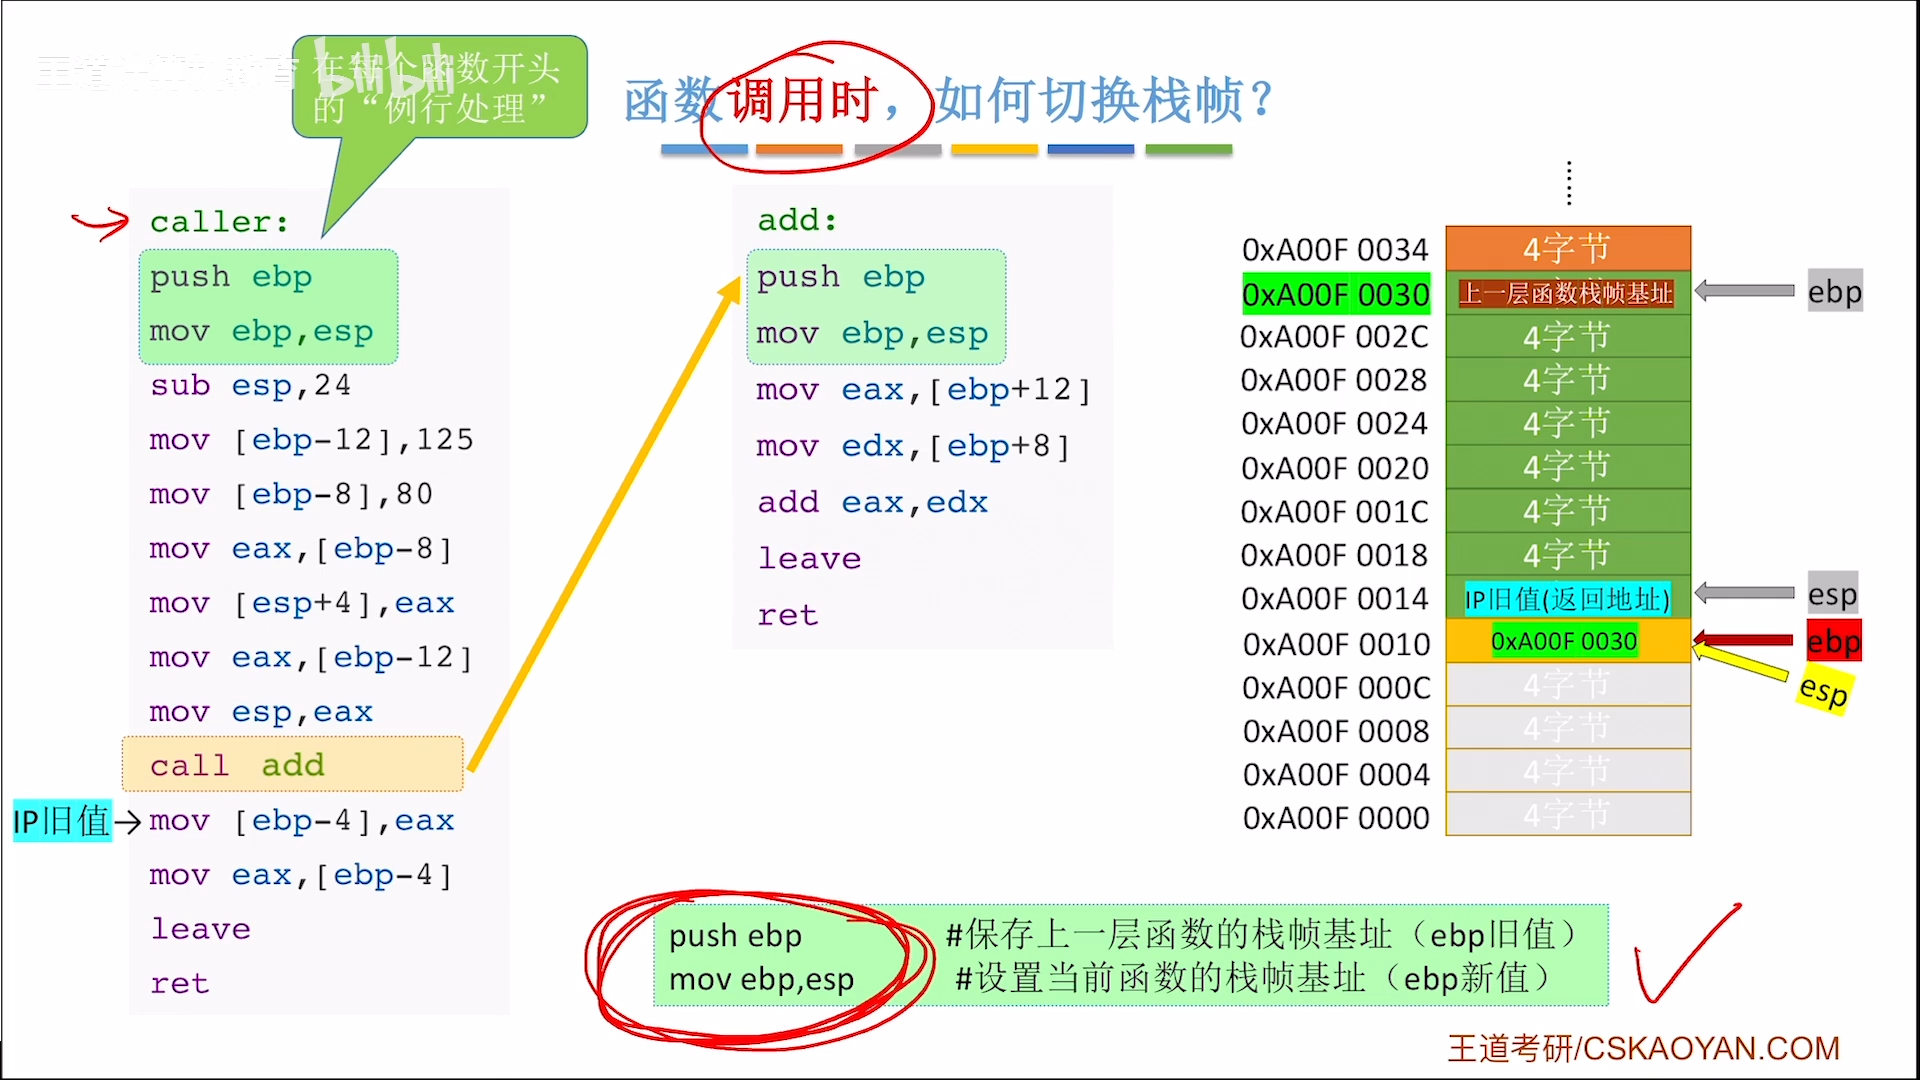 在每个函数开头
的“例行处理”
函数调用时，如何切换栈帧？
caller:
push ebp
mov ebp,esp
sub esp,24
mov [ebp-12],125
mov [ebp-8],80
mov eax,[ebp-8]
mov [esp+4],eax
mov eax,[ebp-12]
mov esp,eax
call add
IP旧值→mov [ebp-4],eax
mov eax,[ebp-4]
leave
ret
add:
push ebp
mov ebp,esp
mov eax,[ebp+12]
mov edx,[ebp+8]
add eax,edx
leave
ret
0xA00F 0034 4字节
0xA00F 0030 上一层函数栈帧基址 ebp
0xA00F 002C 4字节
0xA00F 0028 4字节
0xA00F 0024 4字节
0xA00F 0020 4字节
0xA00F 001C 4字节
0xA00F 0018 4字节
0xA00F 0014 IP旧值(返回地址) esp
0xA00F 0010 0xA00F 0030 ebp
esp
0xA00F 000C 4字节
0xA00F 0008 4字节
0xA00F 0004 4字节
0xA00F 0000 4字节
push ebp #保存上一层函数的栈帧基址（ebp旧值）
mov ebp,esp #设置当前函数的栈帧基址（ebp新值）
王道考研/CSKAOYAN.COM